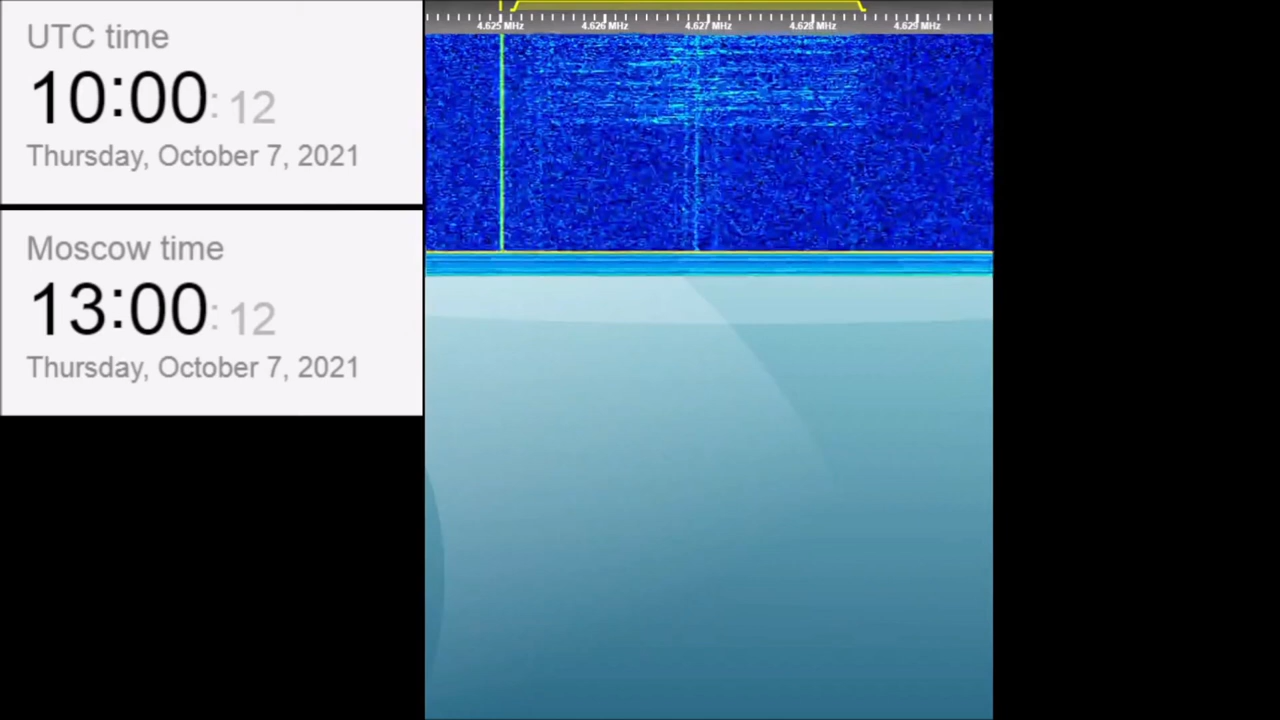 UTC time
10:00:12
Thursday, October 7, 2021
Moscow time
13:00:12
Thursday, October 7, 2021
4.625 MHz 4.626 MHz 4.627 MHz 4.628 MHz 4.629 MHz